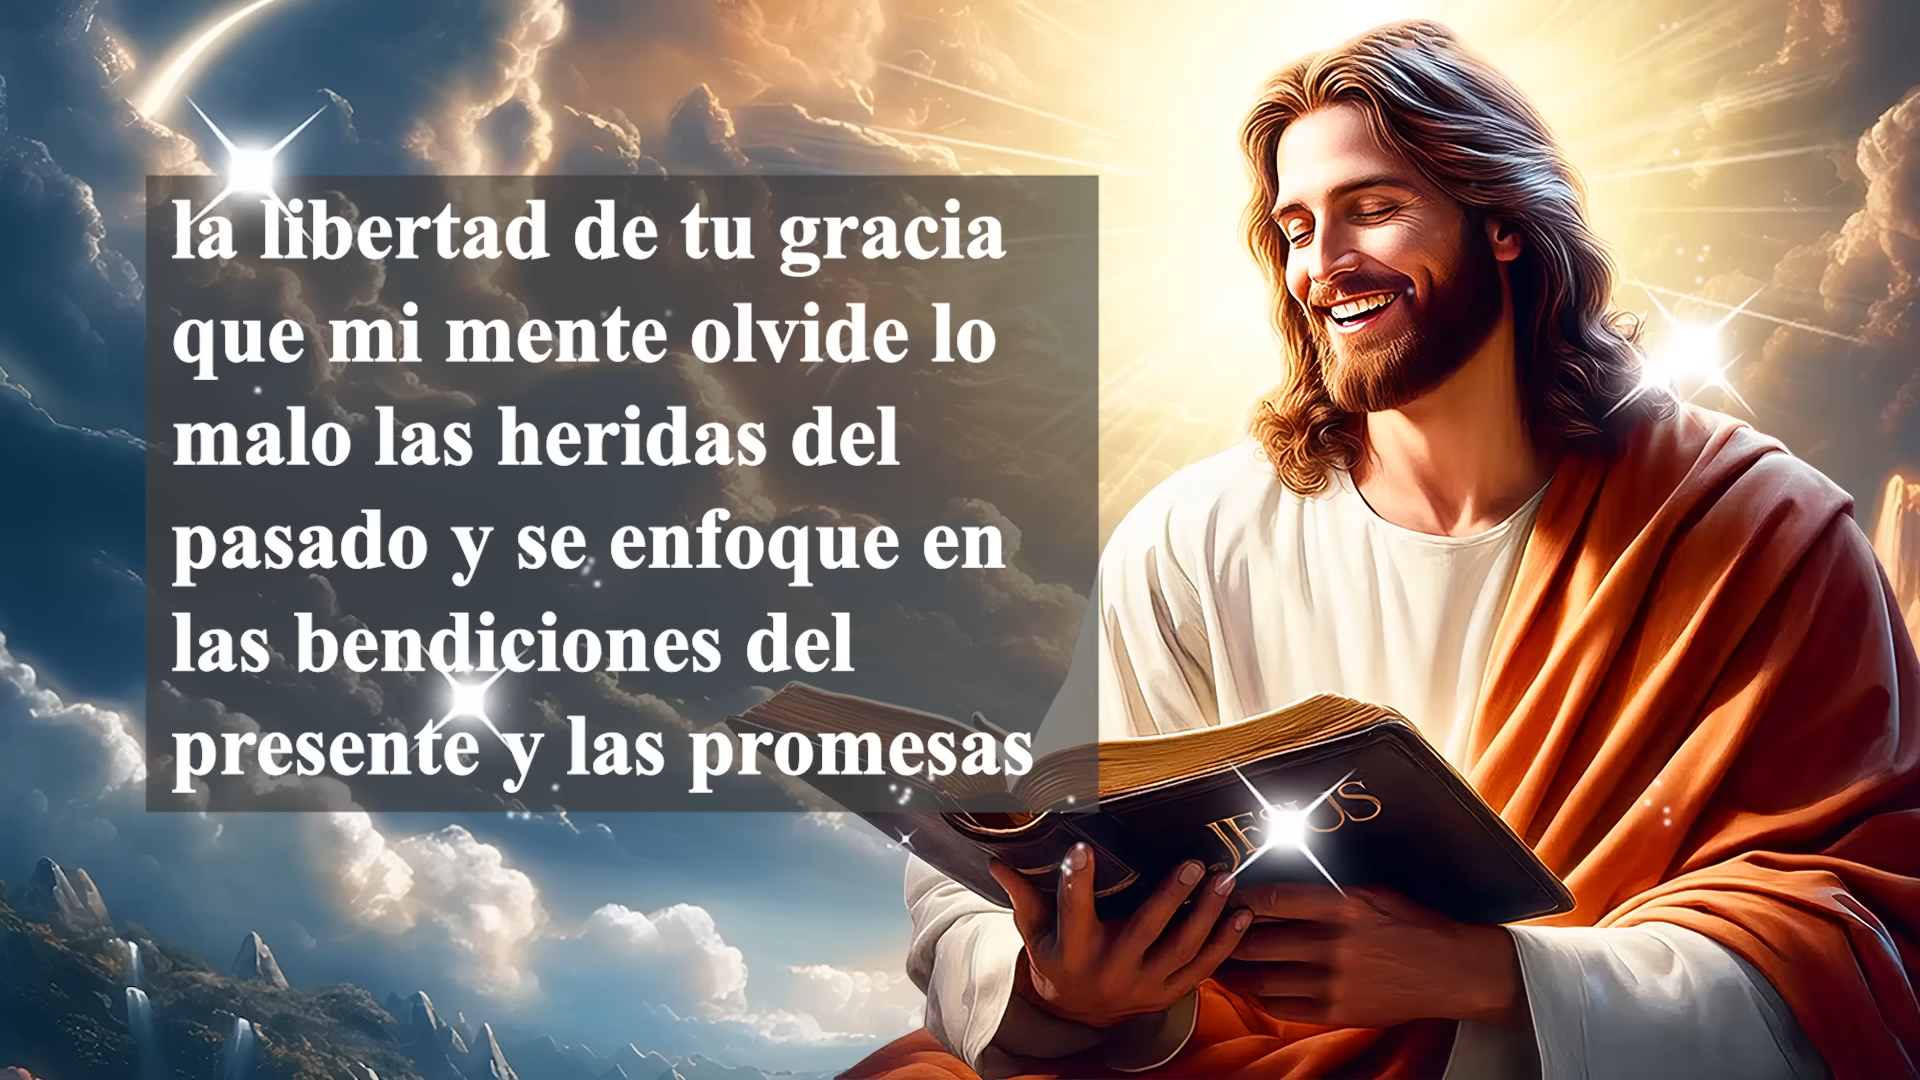 la libertad de tu gracia
que mi mente olvide lo
malo las heridas del
pasado y se enfoque en
las bendiciones del
presente y las promesas
JESUS